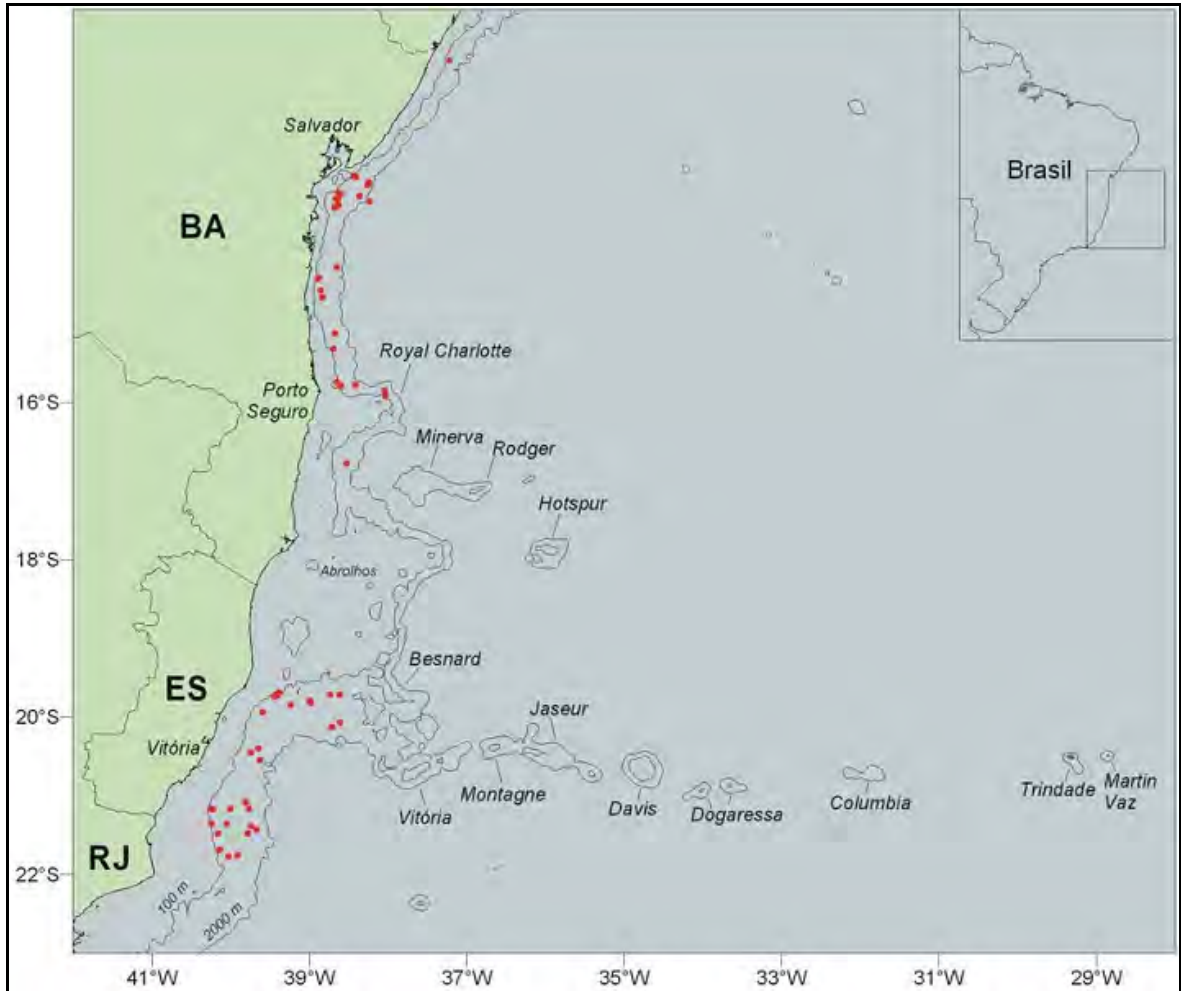 Salvador
Brasil
BA
Royal Charlotte
Porto
Seguro
16°S
Minerva
Rodger
Hotspur
18°S
Abrolhos
Besnard
ES
20°S
Jaseur
Vitória
Montagne
Vitória
Davis
Dogaressa
Columbia
Trindade
Martin
Vaz
RJ
22°S
100 m
2000 m
41°W
39°W
37°W
35°W
33°W
31°W
29°W